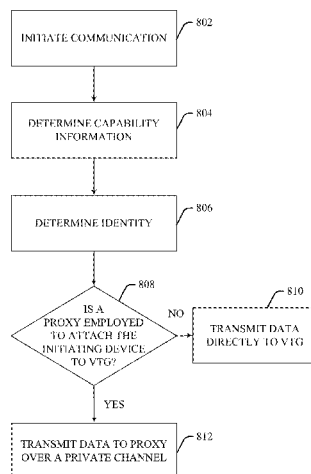 802
INITIATE COMMUNICATION
804
DETERMINE CAPABILITY
INFORMATION
806
DETERMINE IDENTITY
808
IS A
PROXY EMPLOYED
TO ATTACH THE
INITIATING DEVICE
TO VTG?
NO
810
TRANSMIT DATA
DIRECTLY TO VTG
YES
812
TRANSMIT DATA TO PROXY
OVER A PRIVATE CHANNEL